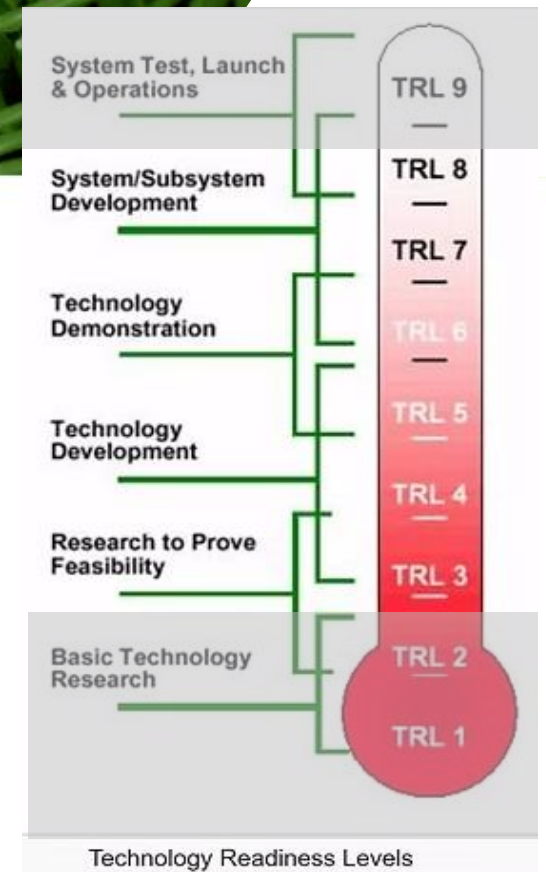 System Test, Launch
& Operations
TRL 9
System/Subsystem
Development
TRL 8
TRL 7
Technology
Demonstration
TRL 6
TRL 5
Technology
Development
TRL 4
Research to Prove
Feasibility
TRL 3
Basic Technology
Research
TRL 2
TRL 1
Technology Readiness Levels